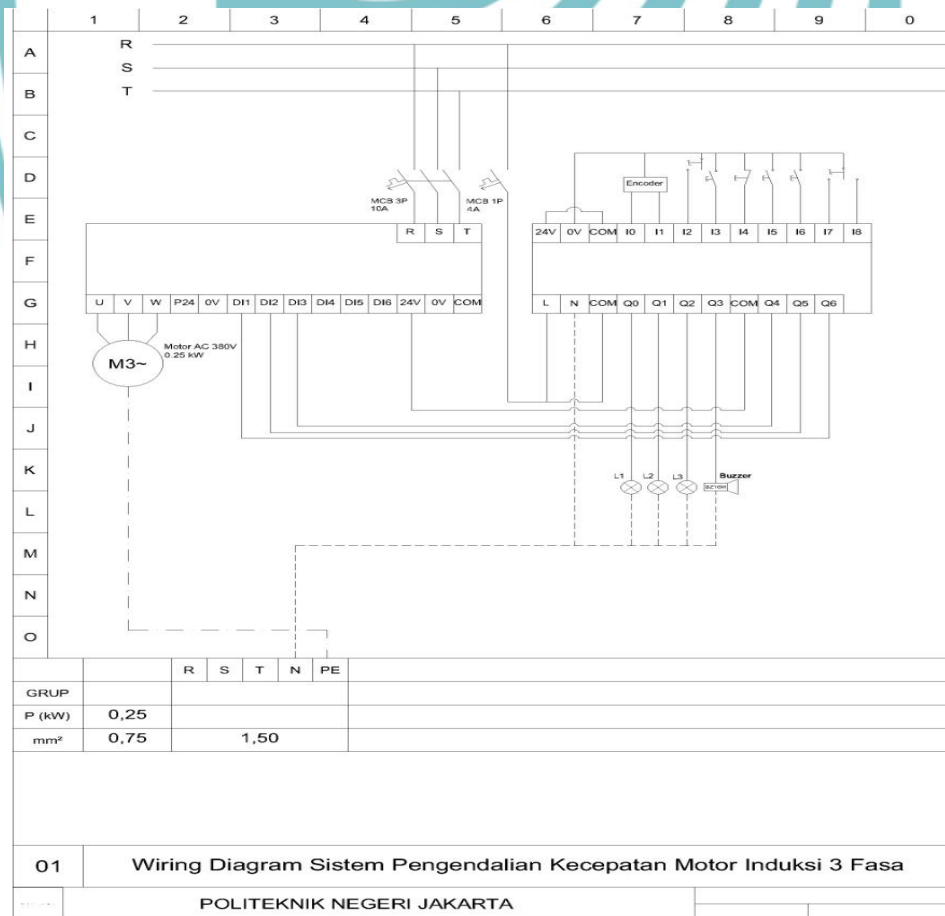 1 2 3 4 5 6 7 8 9 0
A
R
S
B
T
C
D
Encoder
MCB 3P
10A
MCB 1P
4A
E
R S T
24V 0V COM I0 I1 I2 I3 I4 I5 I6 I7 I8
F
G
U V W P24 0V DI1 DI2 DI3 DI4 DI5 DI6 24V 0V COM
L N COM Q0 Q1 Q2 Q3 COM Q4 Q5 Q6
H
M3~
Motor AC 380V
0.25 kW
I
J
K
L1 L2 L3 Buzzer
L
M
N
O
R S T N PE
GRUP
P (kW) 0,25
mm² 0,75 1,50
01 Wiring Diagram Sistem Pengendalian Kecepatan Motor Induksi 3 Fasa
POLITEKNIK NEGERI JAKARTA